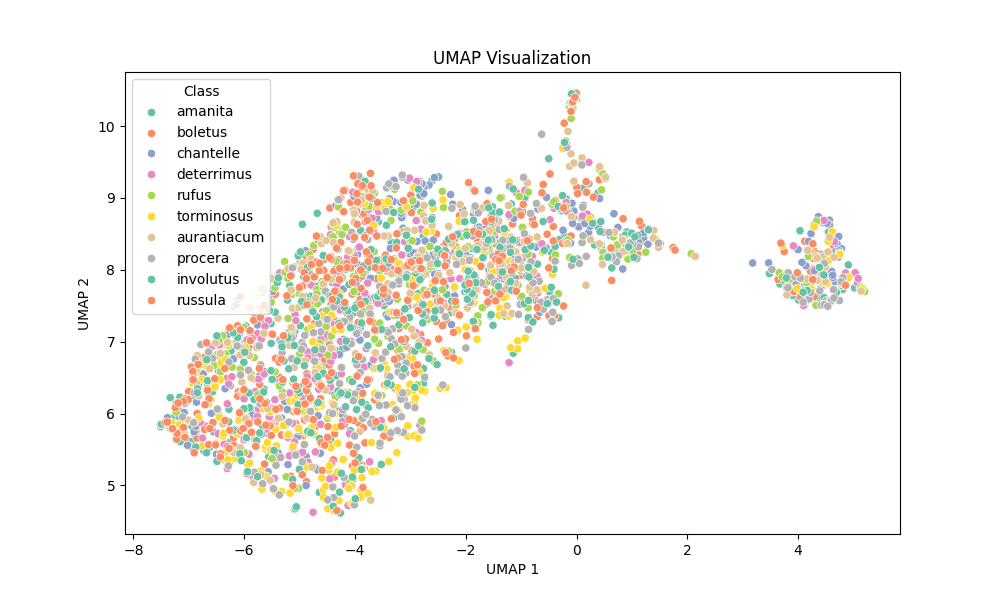 UMAP Visualization
Class
amanita
boletus
chantelle
deterrimus
rufus
torminosus
aurantiacum
procera
involutus
russula
UMAP 2
10
9
8
7
6
5
−8 −6 −4 −2 0 2 4
UMAP 1